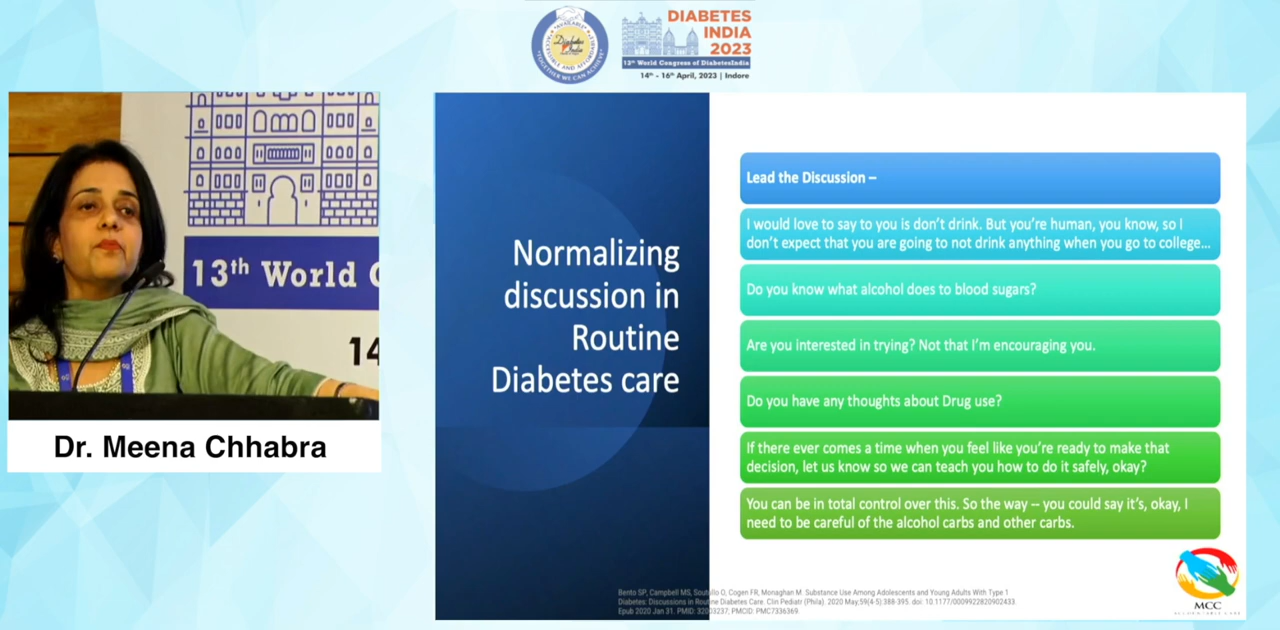 Diabetes
India
TOGETHER WE CAN ACHIEVE
DIABETES
INDIA
2023
13th World Congress of DiabetesIndia
14th - 16th April, 2023 | Indore
13th World C
14
Dr. Meena Chhabra
Normalizing
discussion in
Routine
Diabetes care
Lead the Discussion –
I would love to say to you is don't drink. But you're human, you know, so I
don't expect that you are going to not drink anything when you go to college...
Do you know what alcohol does to blood sugars?
Are you interested in trying? Not that I'm encouraging you.
Do you have any thoughts about Drug use?
If there ever comes a time when you feel like you're ready to make that
decision, let us know so we can teach you how to do it safely, okay?
You can be in total control over this. So the way – you could say it's, okay, I
need to be careful of the alcohol carbs and other carbs.
Bento SP, Campbell MS, Soutullo O, Cogen FR, Monaghan M. Substance Use Among Adolescents and Young Adults With Type 1
Diabetes: Discussions in Routine Diabetes Care. Clin Pediatr (Phila). 2020 May;59(4-5):388-395. doi: 10.1177/0009922820902433.
Epub 2020 Jan 31. PMID: PMCID: PMC7336369.
MCC